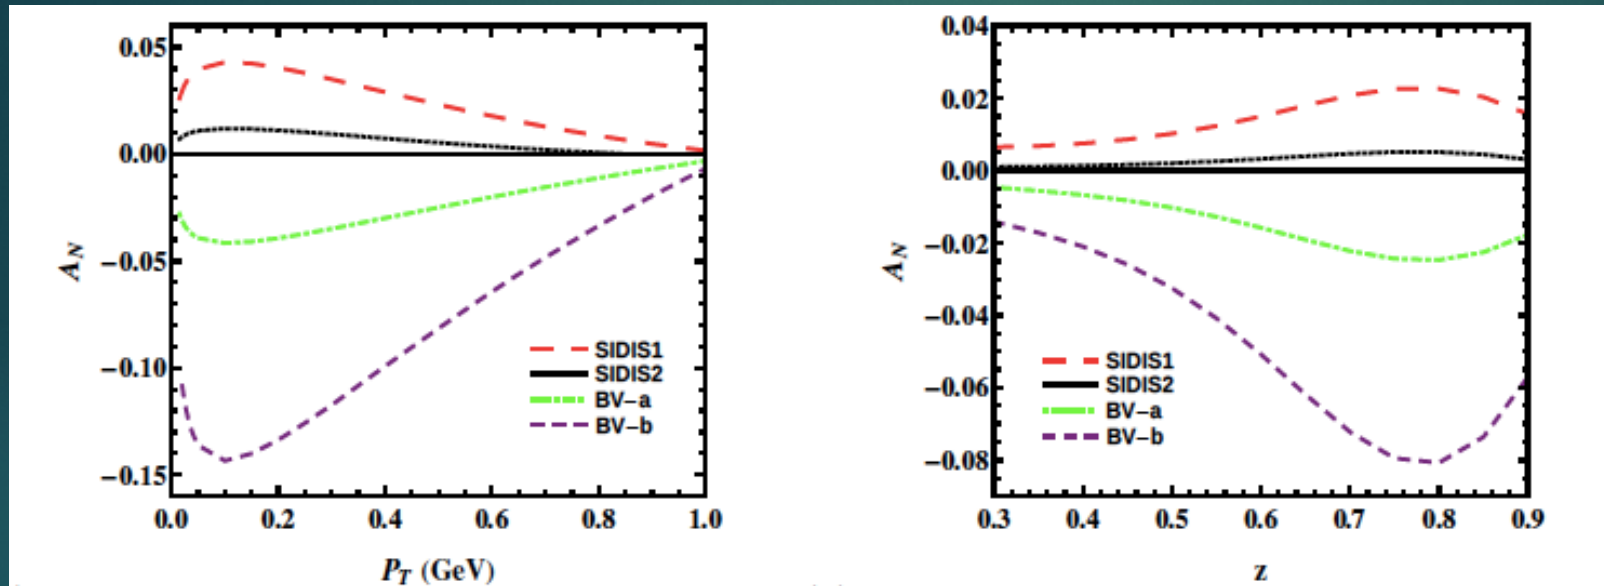 0.05
0.00
−0.05
−0.10
−0.15
A_N
SIDIS1
SIDIS2
BV−a
BV−b
0.0 0.2 0.4 0.6 0.8 1.0
P_T (GeV)
0.04
0.02
0.00
−0.02
−0.04
−0.06
−0.08
A_N
SIDIS1
SIDIS2
BV−a
BV−b
0.3 0.4 0.5 0.6 0.7 0.8 0.9
z